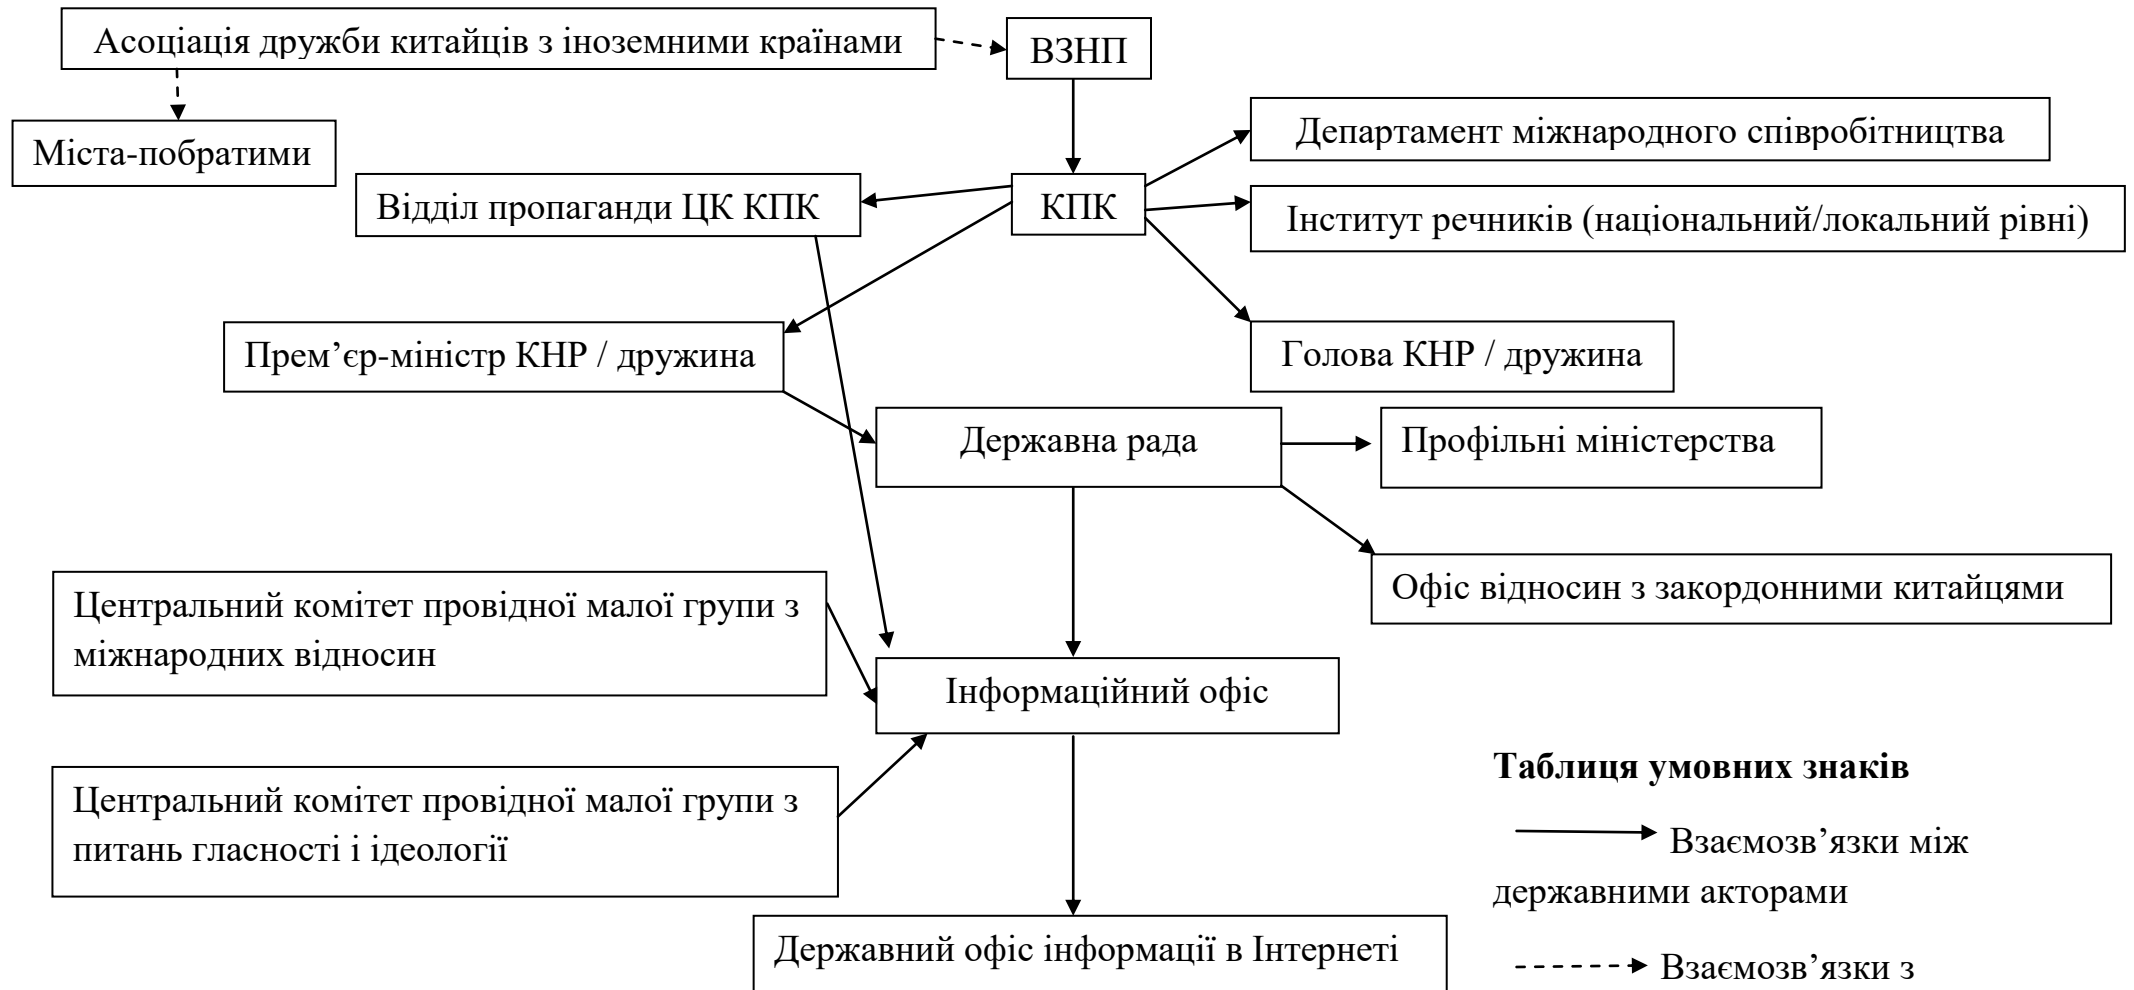 Асоціація дружби китайців з іноземними країнами
ВЗНП
Міста-побратими
Департамент міжнародного співробітництва
Відділ пропаганди ЦК КПК
КПК
Інститут речників (національний/локальний рівні)
Прем’єр-міністр КНР / дружина
Голова КНР / дружина
Державна рада
Профільні міністерства
Офіс відносин з закордонними китайцями
Центральний комітет провідної малої групи з
міжнародних відносин
Інформаційний офіс
Центральний комітет провідної малої групи з
питань гласності і ідеології
Державний офіс інформації в Інтернеті
Таблиця умовних знаків
Взаємозв’язки між
державними акторами
Взаємозв’язки з